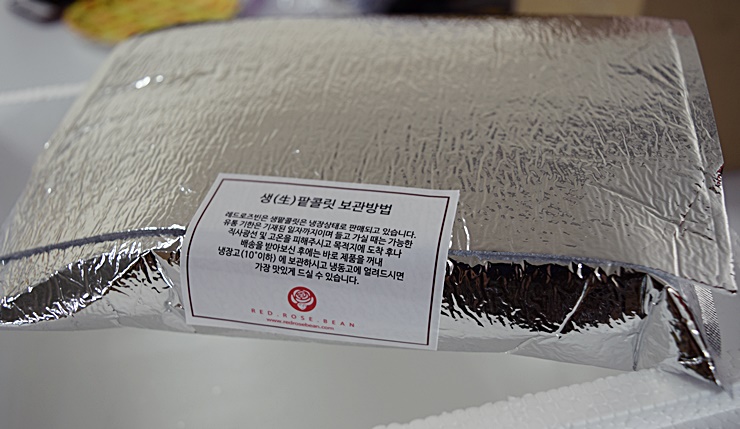 생(生)팥콜릿 보관방법
레드로즈빈은 생팥콜릿은 냉장상태로 판매되고 있습니다.
유통 기한은 기재된 일자까지이며 들고 가실 때는 가능한
직사광선 및 고온을 피해주시고 목적지에 도착 후나
배송을 받아보신 후에는 바로 제품을 꺼내
냉장고(10°이하) 에 보관하시고 냉동고에 얼려드시면
가장 맛있게 드실 수 있습니다.
RED.ROSE.BEAN
www.redrosebean.com